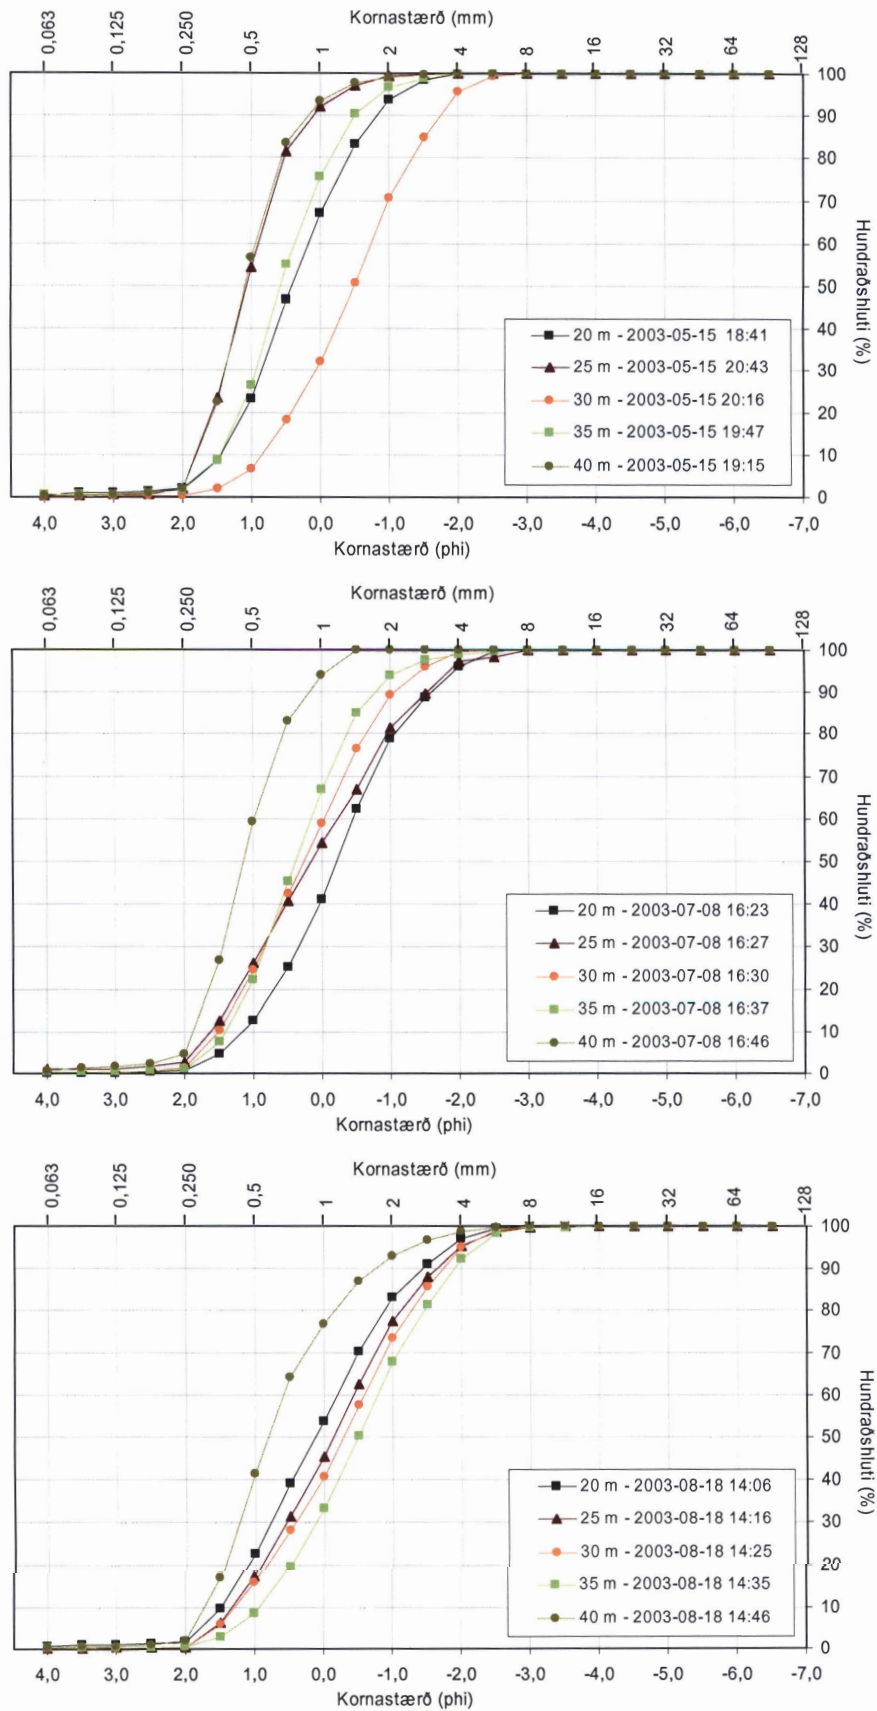 Kornastærð (mm)
0,063 0,125 0,250 0,5 1 2 4 8 16 32 64 128
100
90
80
70
60
50
40
30
20
10
0
Hundraðshluti (%)
20 m - 2003-05-15 18:41
25 m - 2003-05-15 20:43
30 m - 2003-05-15 20:16
35 m - 2003-05-15 19:47
40 m - 2003-05-15 19:15
4,0 3,0 2,0 1,0 0,0 -1,0 -2,0 -3,0 -4,0 -5,0 -6,0 -7,0
Kornastærð (phi)
Kornastærð (mm)
0,063 0,125 0,250 0,5 1 2 4 8 16 32 64 128
100
90
80
70
60
50
40
30
20
10
0
Hundraðshluti (%)
20 m - 2003-07-08 16:23
25 m - 2003-07-08 16:27
30 m - 2003-07-08 16:30
35 m - 2003-07-08 16:37
40 m - 2003-07-08 16:46
4,0 3,0 2,0 1,0 0,0 -1,0 -2,0 -3,0 -4,0 -5,0 -6,0 -7,0
Kornastærð (phi)
Kornastærð (mm)
0,063 0,125 0,250 0,5 1 2 4 8 16 32 64 128
100
90
80
70
60
50
40
30
20
10
0
Hundraðshluti (%)
20 m - 2003-08-18 14:06
25 m - 2003-08-18 14:16
30 m - 2003-08-18 14:25
35 m - 2003-08-18 14:35
40 m - 2003-08-18 14:46
4,0 3,0 2,0 1,0 0,0 -1,0 -2,0 -3,0 -4,0 -5,0 -6,0 -7,0
Kornastærð (phi)